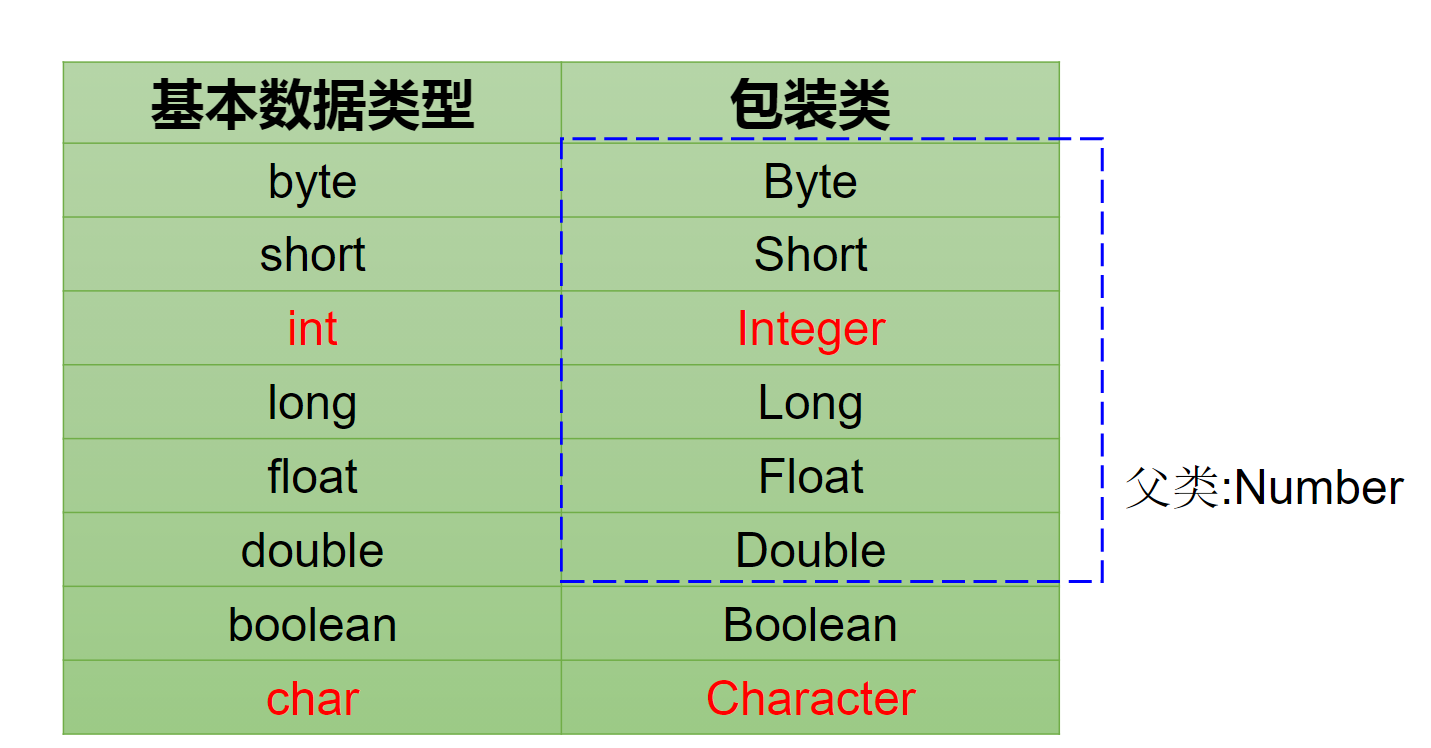 基本数据类型 包装类
byte Byte
short Short
int Integer
long Long
float Float
父类:Number
double Double
boolean Boolean
char Character